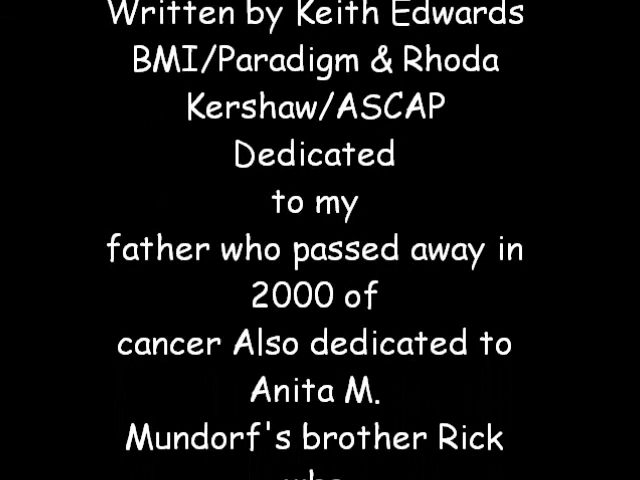 Written by Keith Edwards
BMI/Paradigm & Rhoda
Kershaw/ASCAP
Dedicated
to my
father who passed away in
2000 of
cancer Also dedicated to
Anita M.
Mundorf's brother Rick
who